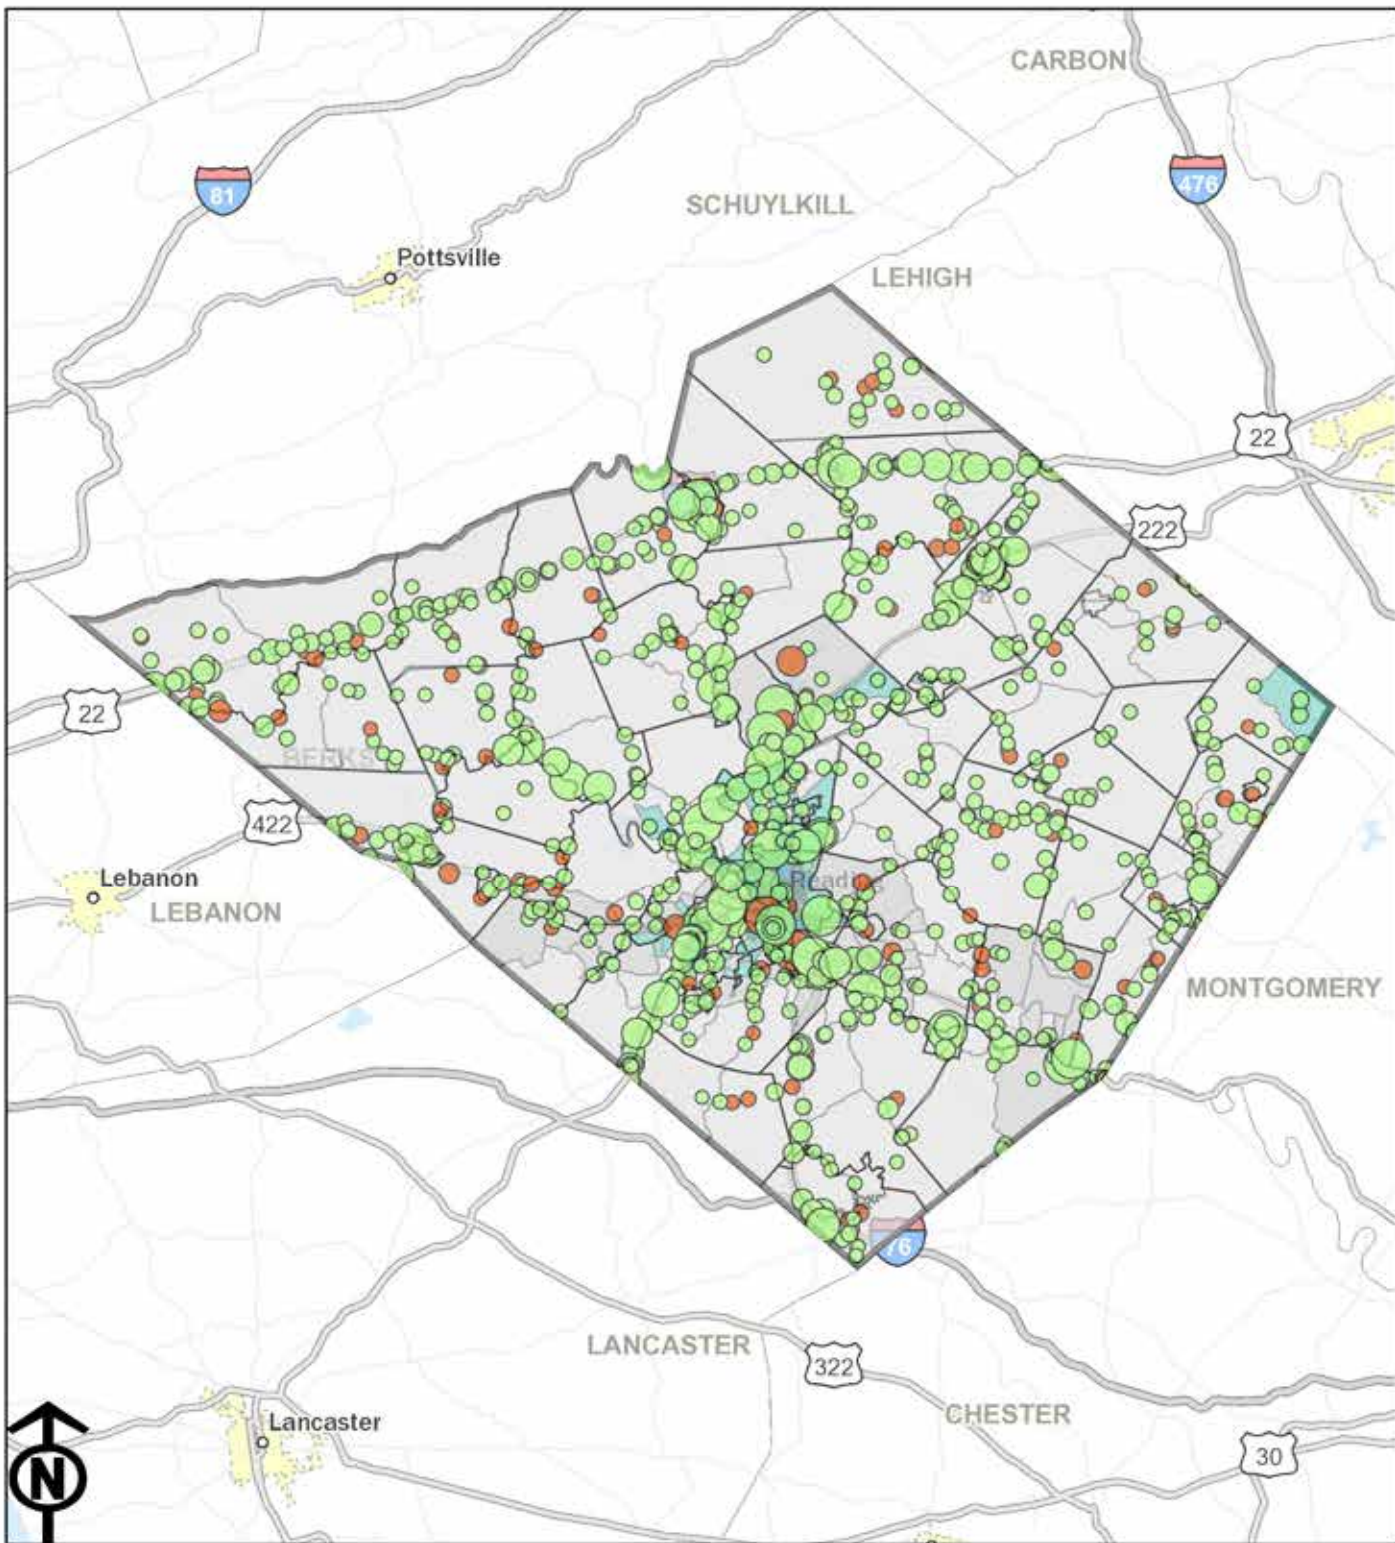 CARBON
81
476
SCHUYLKILL
Pottsville
LEHIGH
22
222
22
BERKS
422
Lebanon
Reading
LEBANON
MONTGOMERY
76
LANCASTER
322
CHESTER
Lancaster
30
N